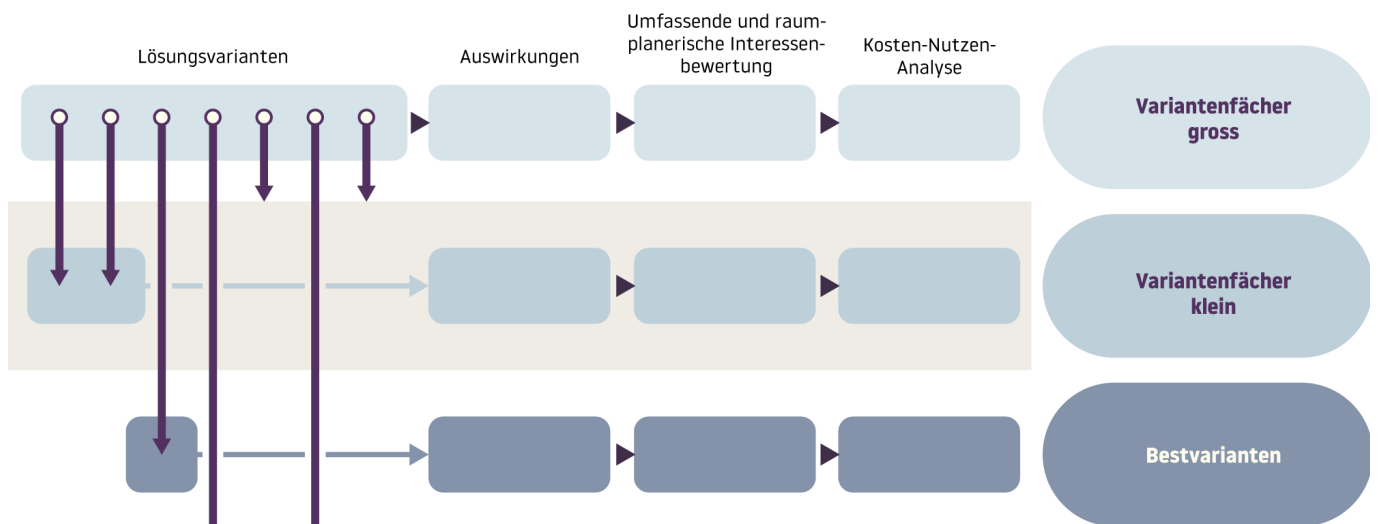 Lösungsvarianten
Auswirkungen
Umfassende und raum-
planerische Interessen-
bewertung
Kosten-Nutzen-
Analyse
Variantenfächer
gross
Variantenfächer
klein
Bestvarianten